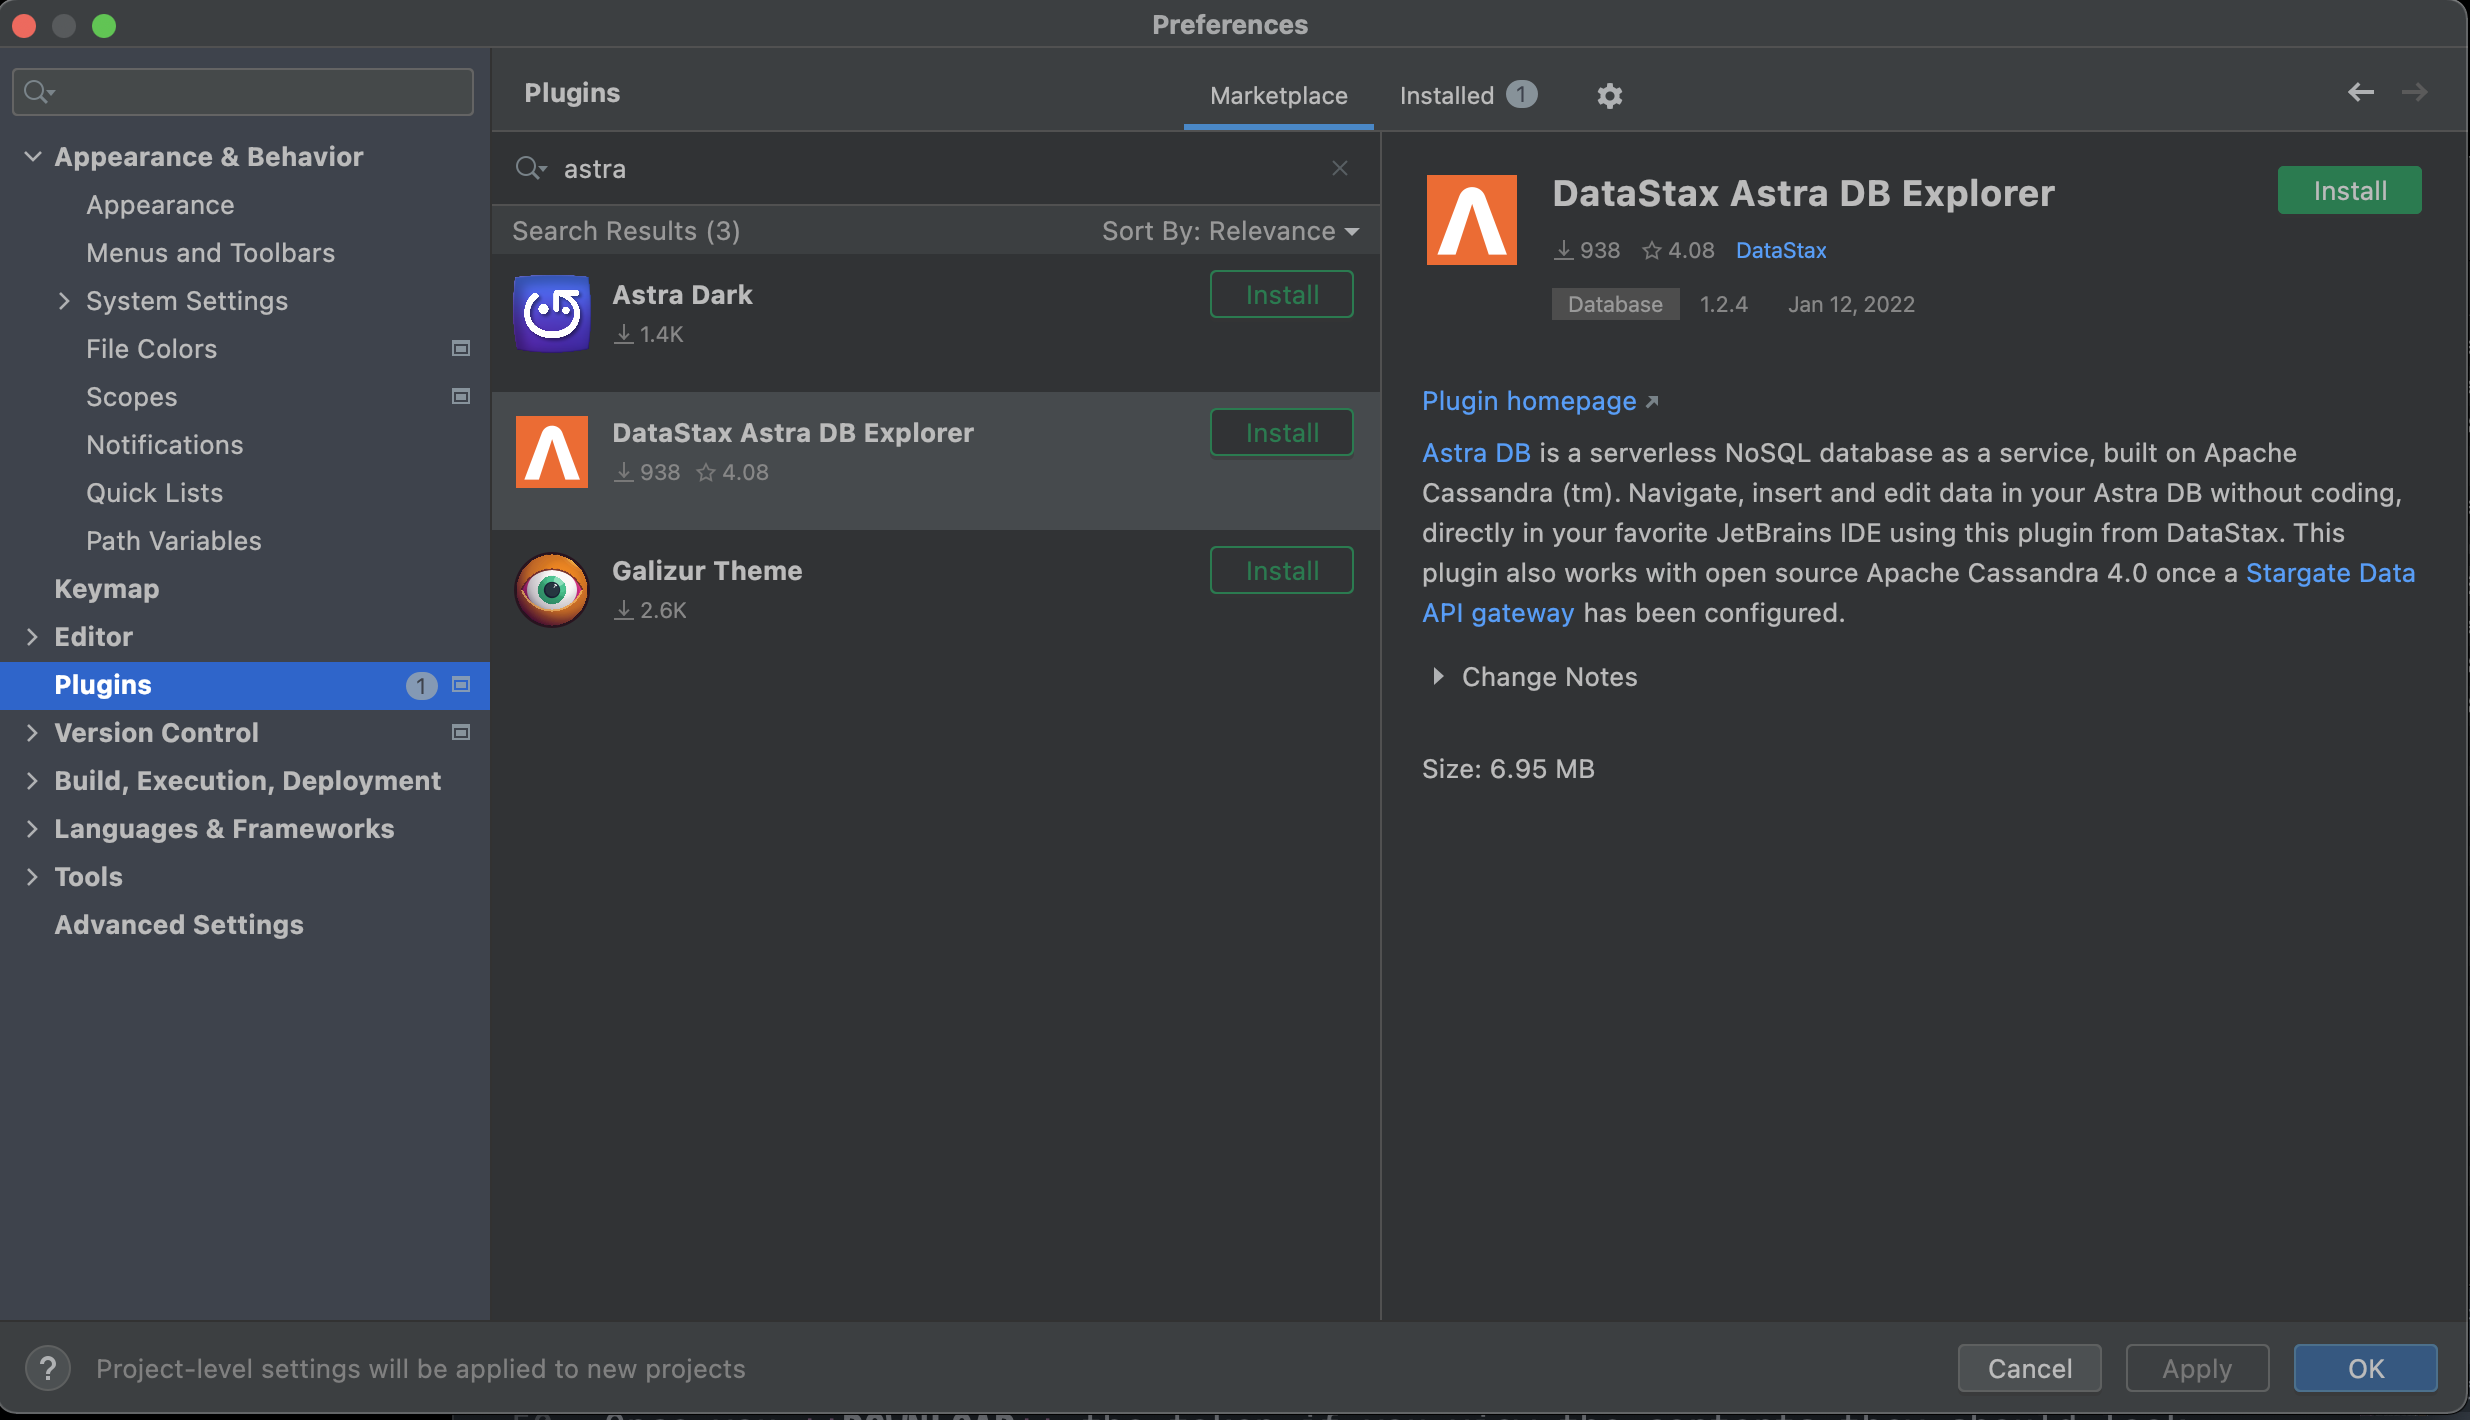 Preferences
Plugins
Marketplace
Installed 1
Appearance & Behavior
Appearance
Menus and Toolbars
System Settings
File Colors
Scopes
Notifications
Quick Lists
Path Variables
Keymap
Editor
Plugins 1
Version Control
Build, Execution, Deployment
Languages & Frameworks
Tools
Advanced Settings
astra
Search Results (3)
Sort By: Relevance
Astra Dark
1.4K
Install
DataStax Astra DB Explorer
938 4.08
Install
Galizur Theme
2.6K
Install
DataStax Astra DB Explorer
Install
938 4.08 DataStax
Database 1.2.4 Jan 12, 2022
Plugin homepage
Astra DB is a serverless NoSQL database as a service, built on Apache
Cassandra (tm). Navigate, insert and edit data in your Astra DB without coding,
directly in your favorite JetBrains IDE using this plugin from DataStax. This
plugin also works with open source Apache Cassandra 4.0 once a Stargate Data
API gateway has been configured.
Change Notes
Size: 6.95 MB
?
Project-level settings will be applied to new projects
Cancel
Apply
OK